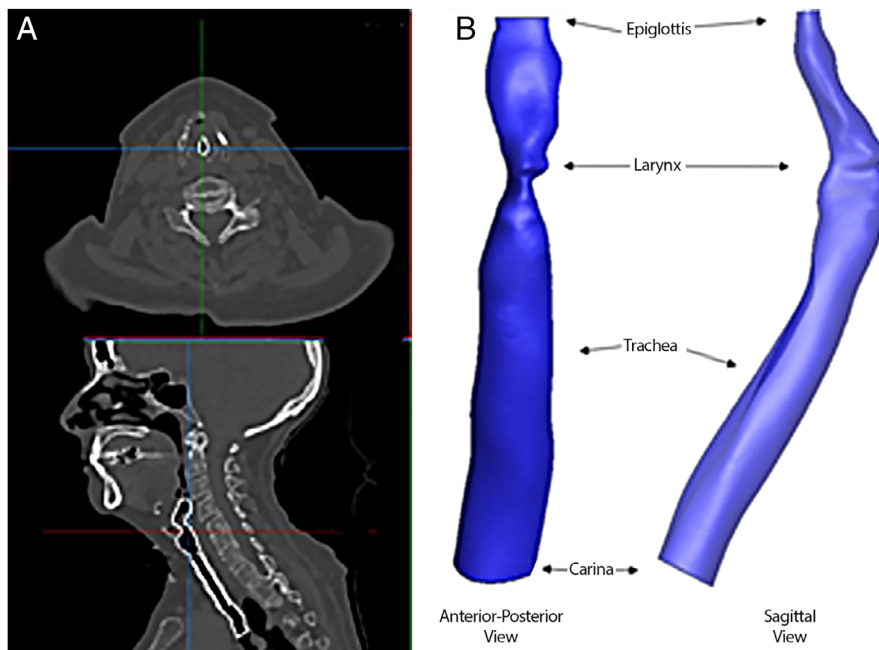 A
B
Epiglottis
Larynx
Trachea
Carina
Anterior-Posterior
View
Sagittal
View